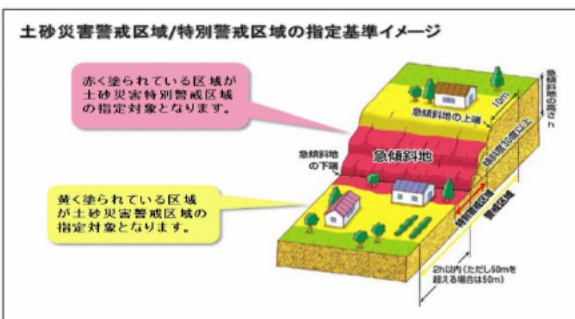 土砂災害警戒区域/特別警戒区域の指定基準イメージ
赤く塗られている区域が
土砂災害特別警戒区域
の指定対象となります。
黄く塗られている区域
が土砂災害警戒区域の
指定対象となります。
10m
急傾斜地の上端
急傾斜地の高さh
急傾斜地
急傾斜地
の下端
傾斜度30度以上
特別警戒区域
警戒区域
2h以内(ただし50mを
超える場合は50m)